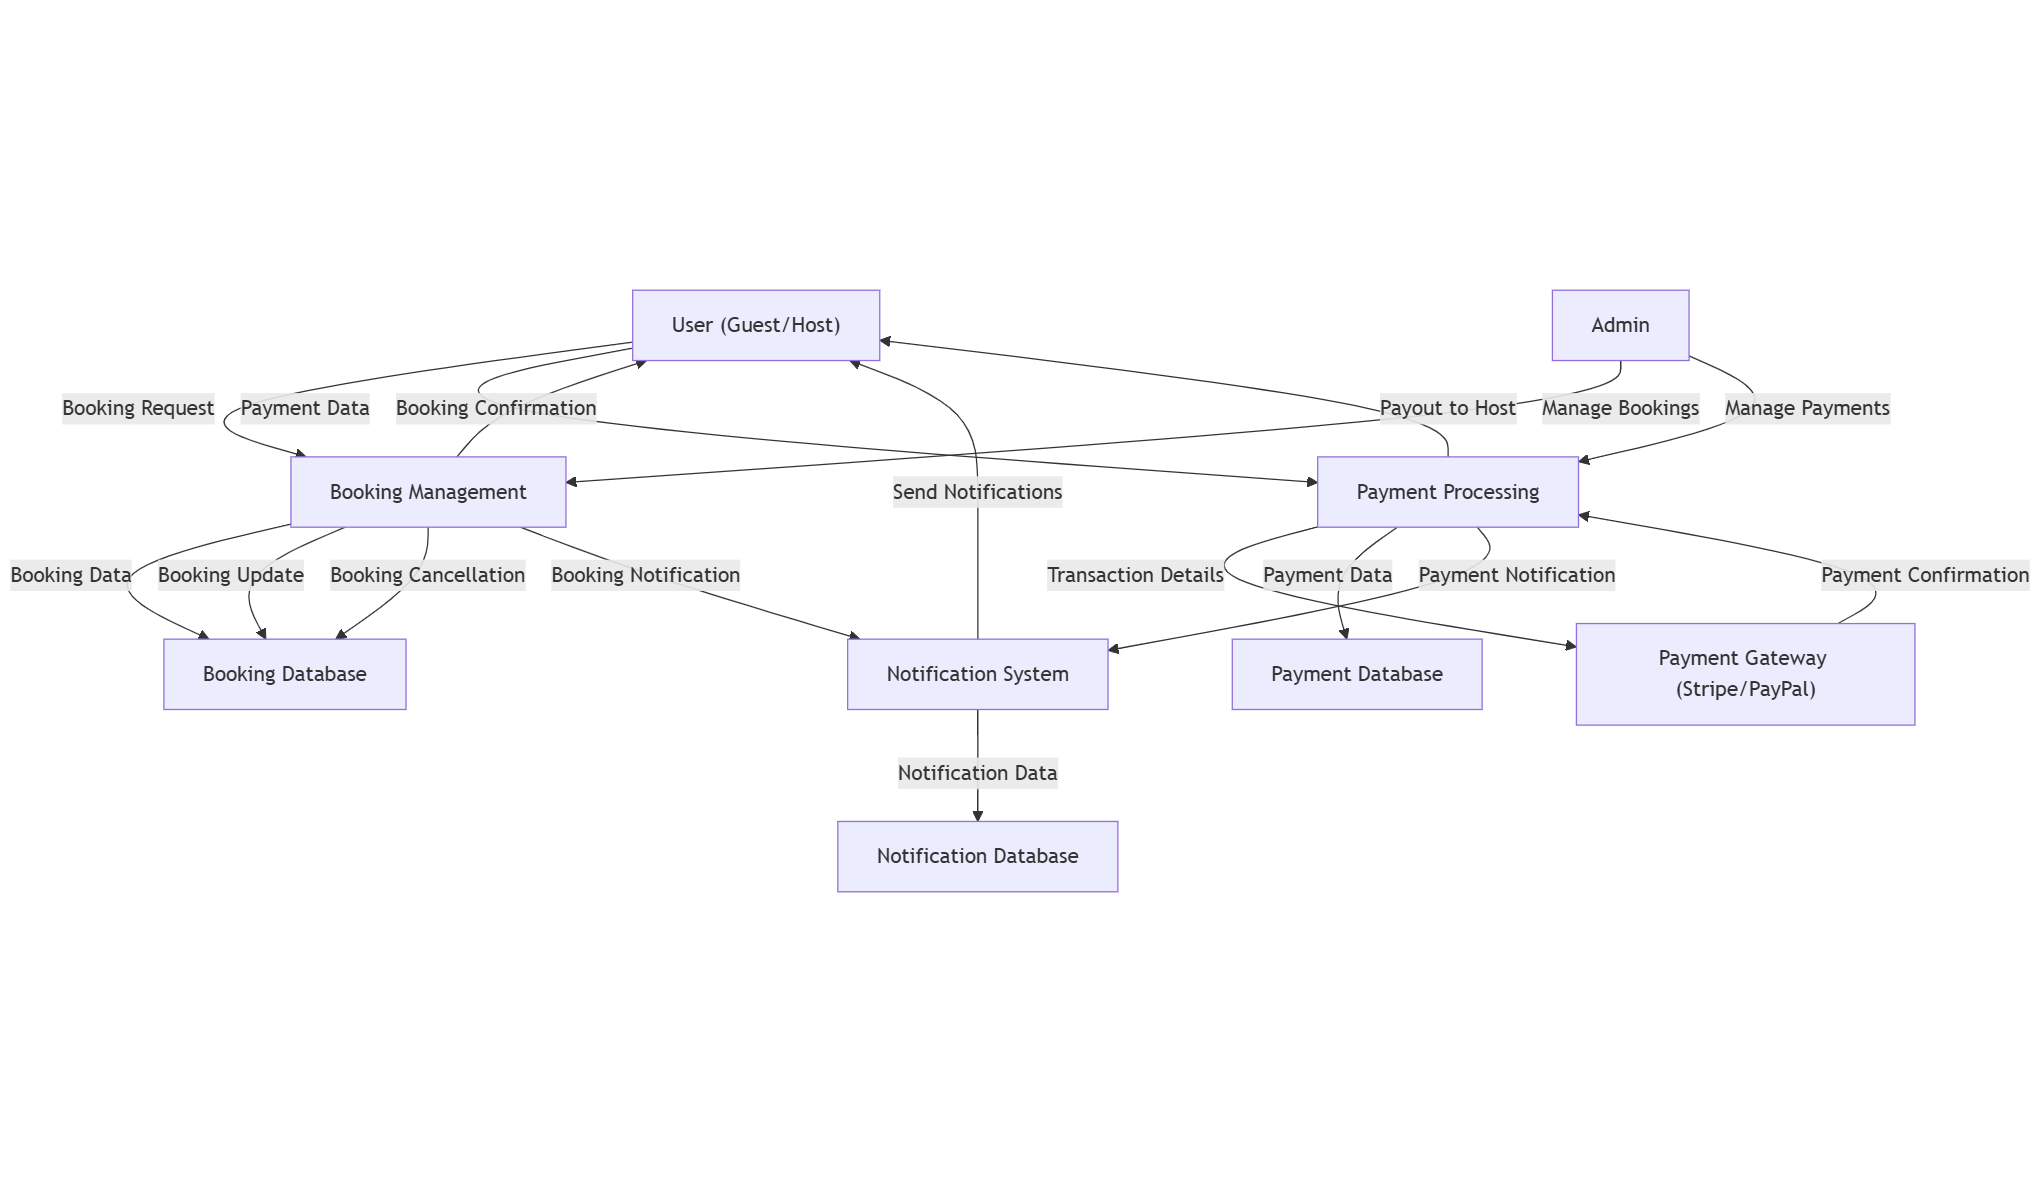 User (Guest/Host)
Admin
Booking Request
Payment Data
Booking Confirmation
Payout to Host
Manage Bookings
Manage Payments
Booking Management
Send Notifications
Payment Processing
Booking Data
Booking Update
Booking Cancellation
Booking Notification
Transaction Details
Payment Data
Payment Notification
Payment Confirmation
Booking Database
Notification System
Payment Database
Payment Gateway
(Stripe/PayPal)
Notification Data
Notification Database